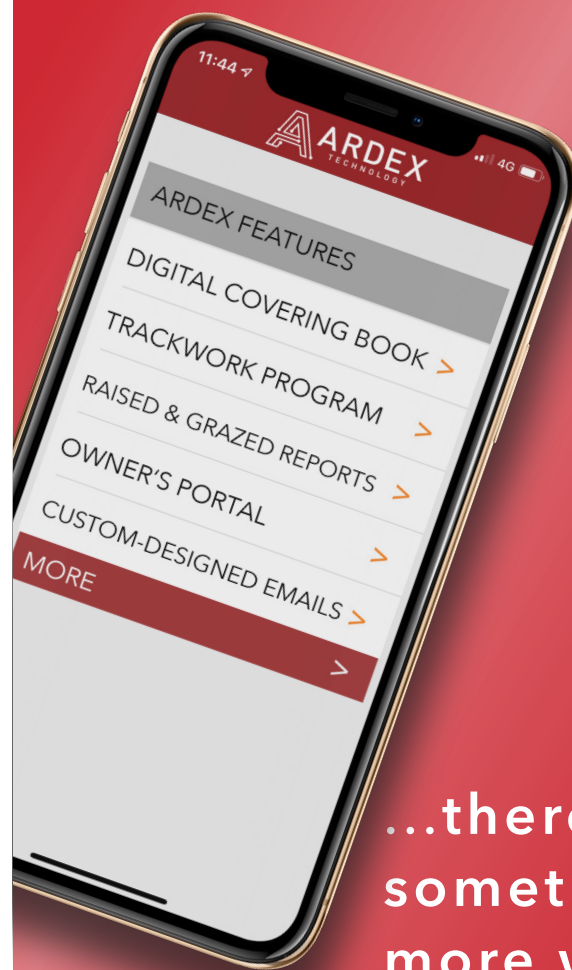 11:44
4G
ARDEX
TECHNOLOGY
ARDEX FEATURES
DIGITAL COVERING BOOK >
TRACKWORK PROGRAM >
RAISED & GRAZED REPORTS >
OWNER'S PORTAL >
CUSTOM-DESIGNED EMAILS >
MORE >
...there
somet
more